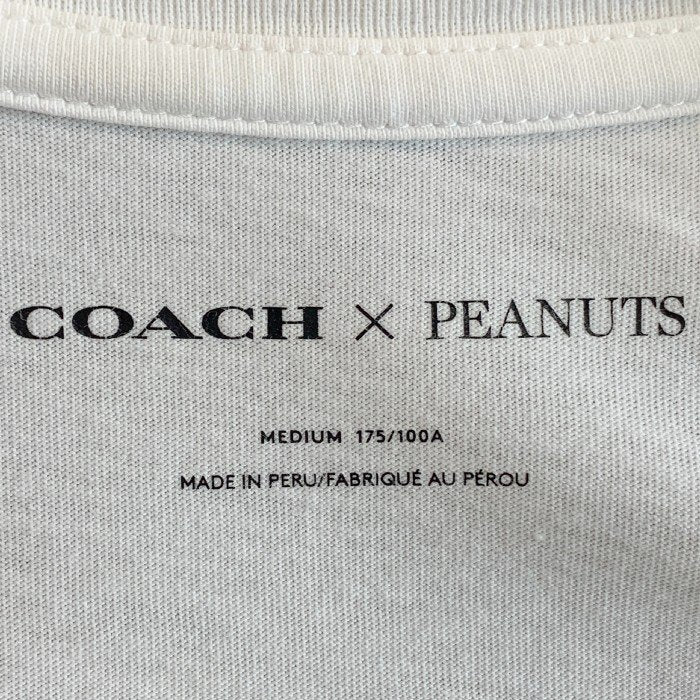 COACH × PEANUTS
MEDIUM 175/100A
MADE IN PERU/FABRIQUÉ AU PÉROU